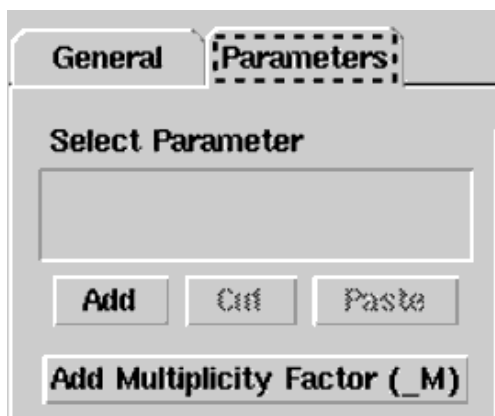 General Parameters
Select Parameter
Add Cut Paste
Add Multiplicity Factor (_M)